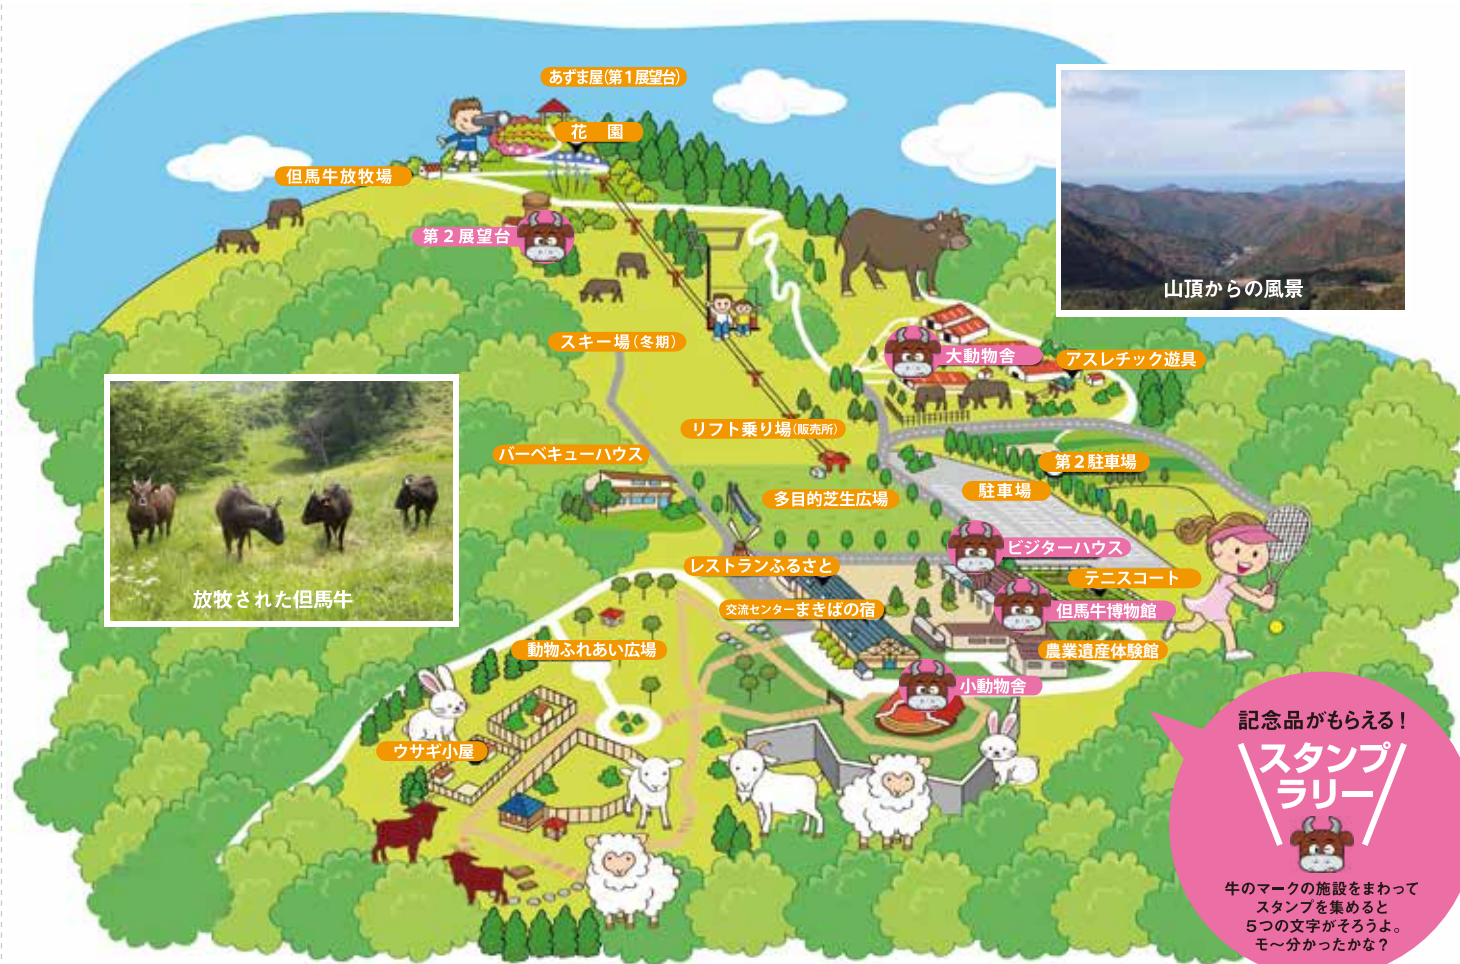 あずま屋(第1展望台)
花 園
但馬牛放牧場
第2展望台
山頂からの風景
スキー場(冬期)
大動物舎
アスレチック遊具
リフト乗り場(販売所)
バーベキューハウス
第2駐車場
駐車場
多目的芝生広場
ビジターハウス
レストランふるさと
テニスコート
放牧された但馬牛
交流センターまきばの宿
但馬牛博物館
動物ふれあい広場
農業遺産体験館
小動物舎
ウサギ小屋
記念品がもらえる!
スタンプ
ラリー
牛のマークの施設をまわって
スタンプを集めると
5つの文字がそろうよ。
モ〜分かったかな?